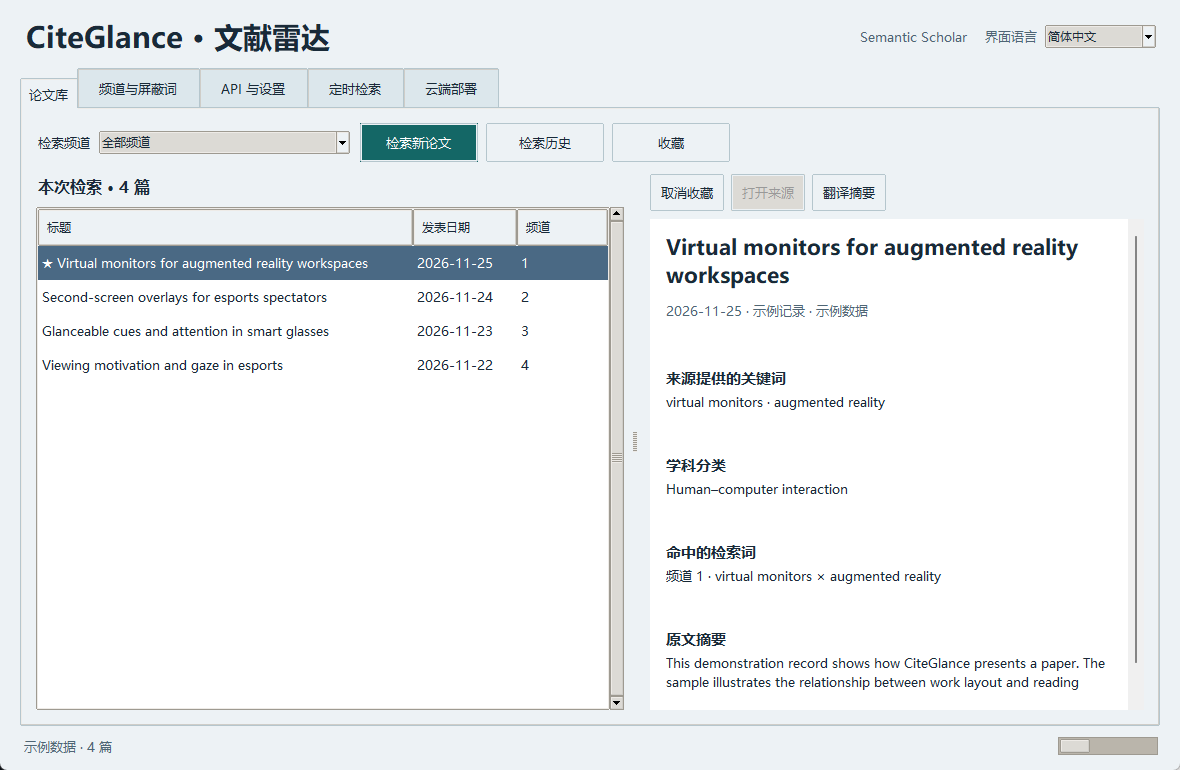 CiteGlance • 文献雷达
Semantic Scholar 界面语言 简体中文
论文库 频道与屏蔽词 API 与设置 定时检索 云端部署
检索频道 全部频道 检索新论文 检索历史 收藏
本次检索 • 4 篇
标题 发表日期 频道
★ Virtual monitors for augmented reality workspaces 2026-11-25 1
Second-screen overlays for esports spectators 2026-11-24 2
Glanceable cues and attention in smart glasses 2026-11-23 3
Viewing motivation and gaze in esports 2026-11-22 4
取消收藏 打开来源 翻译摘要
Virtual monitors for augmented reality
workspaces
2026-11-25 · 示例记录 · 示例数据
来源提供的关键词
virtual monitors · augmented reality
学科分类
Human–computer interaction
命中的检索词
频道 1 · virtual monitors × augmented reality
原文摘要
This demonstration record shows how CiteGlance presents a paper. The
sample illustrates the relationship between work layout and reading
示例数据 · 4 篇